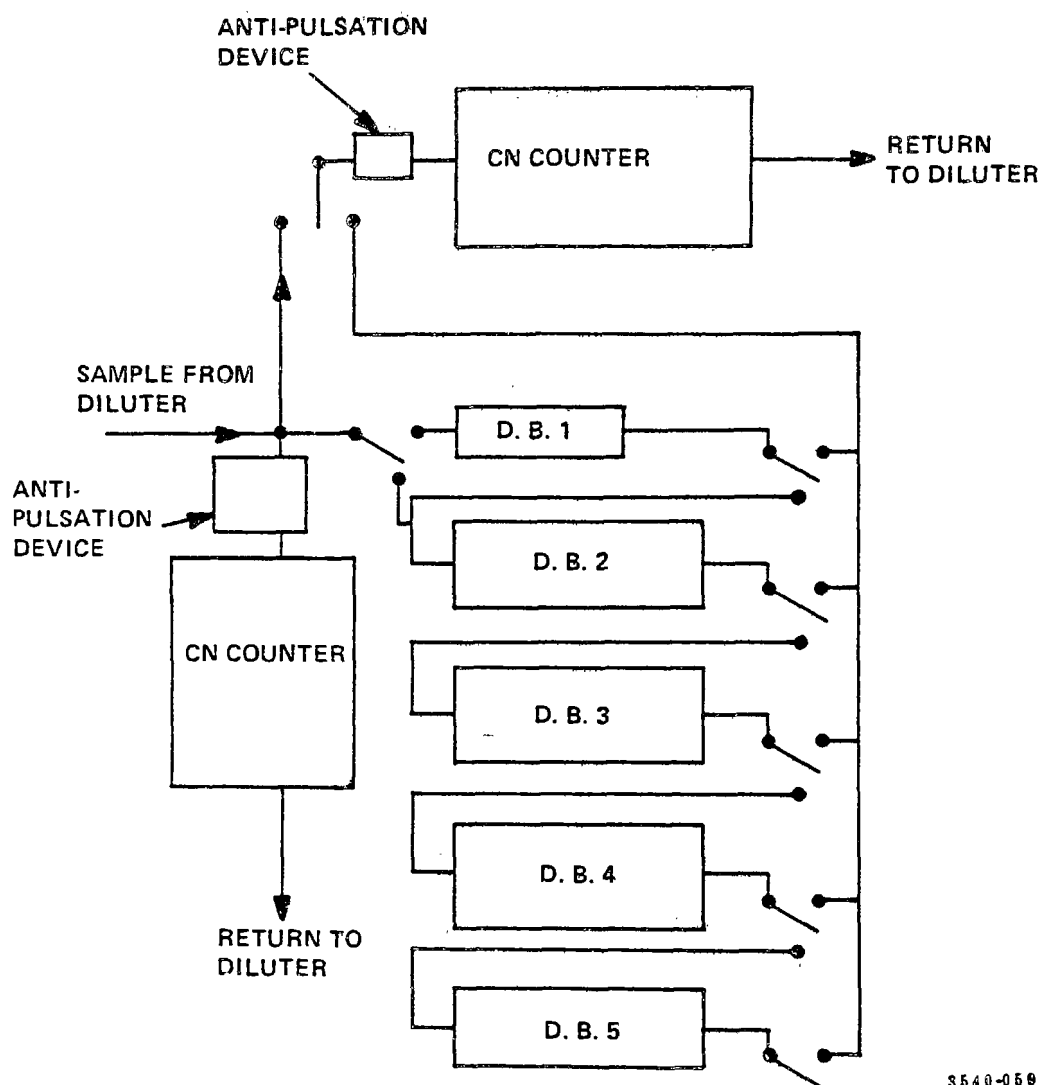 ANTI-PULSATION
DEVICE
CN COUNTER
RETURN
TO DILUTER
SAMPLE FROM
DILUTER
D. B. 1
ANTI-
PULSATION
DEVICE
D. B. 2
CN COUNTER
D. B. 3
D. B. 4
RETURN TO
DILUTER
D. B. 5
3540-059